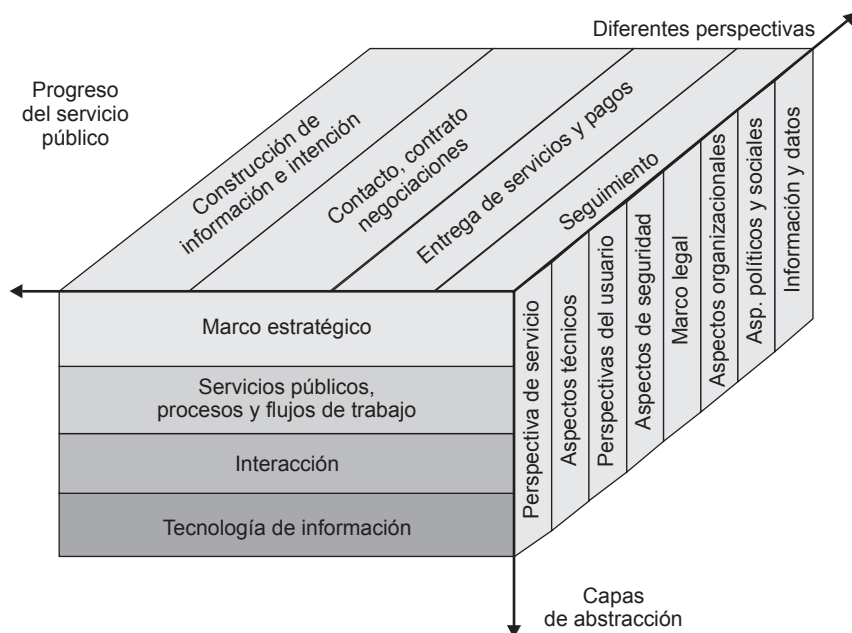 Diferentes perspectivas
Progreso
del servicio
público
Construcción de
información e intención
Contacto, contrato
negociaciones
Entrega de servicios y pagos
Seguimiento
Marco estratégico
Servicios públicos,
procesos y flujos de trabajo
Interacción
Tecnología de información
Perspectiva de servicio
Aspectos técnicos
Perspectivas del usuario
Aspectos de seguridad
Marco legal
Aspectos organizacionales
Asp. políticos y sociales
Información y datos
Capas
de abstracción